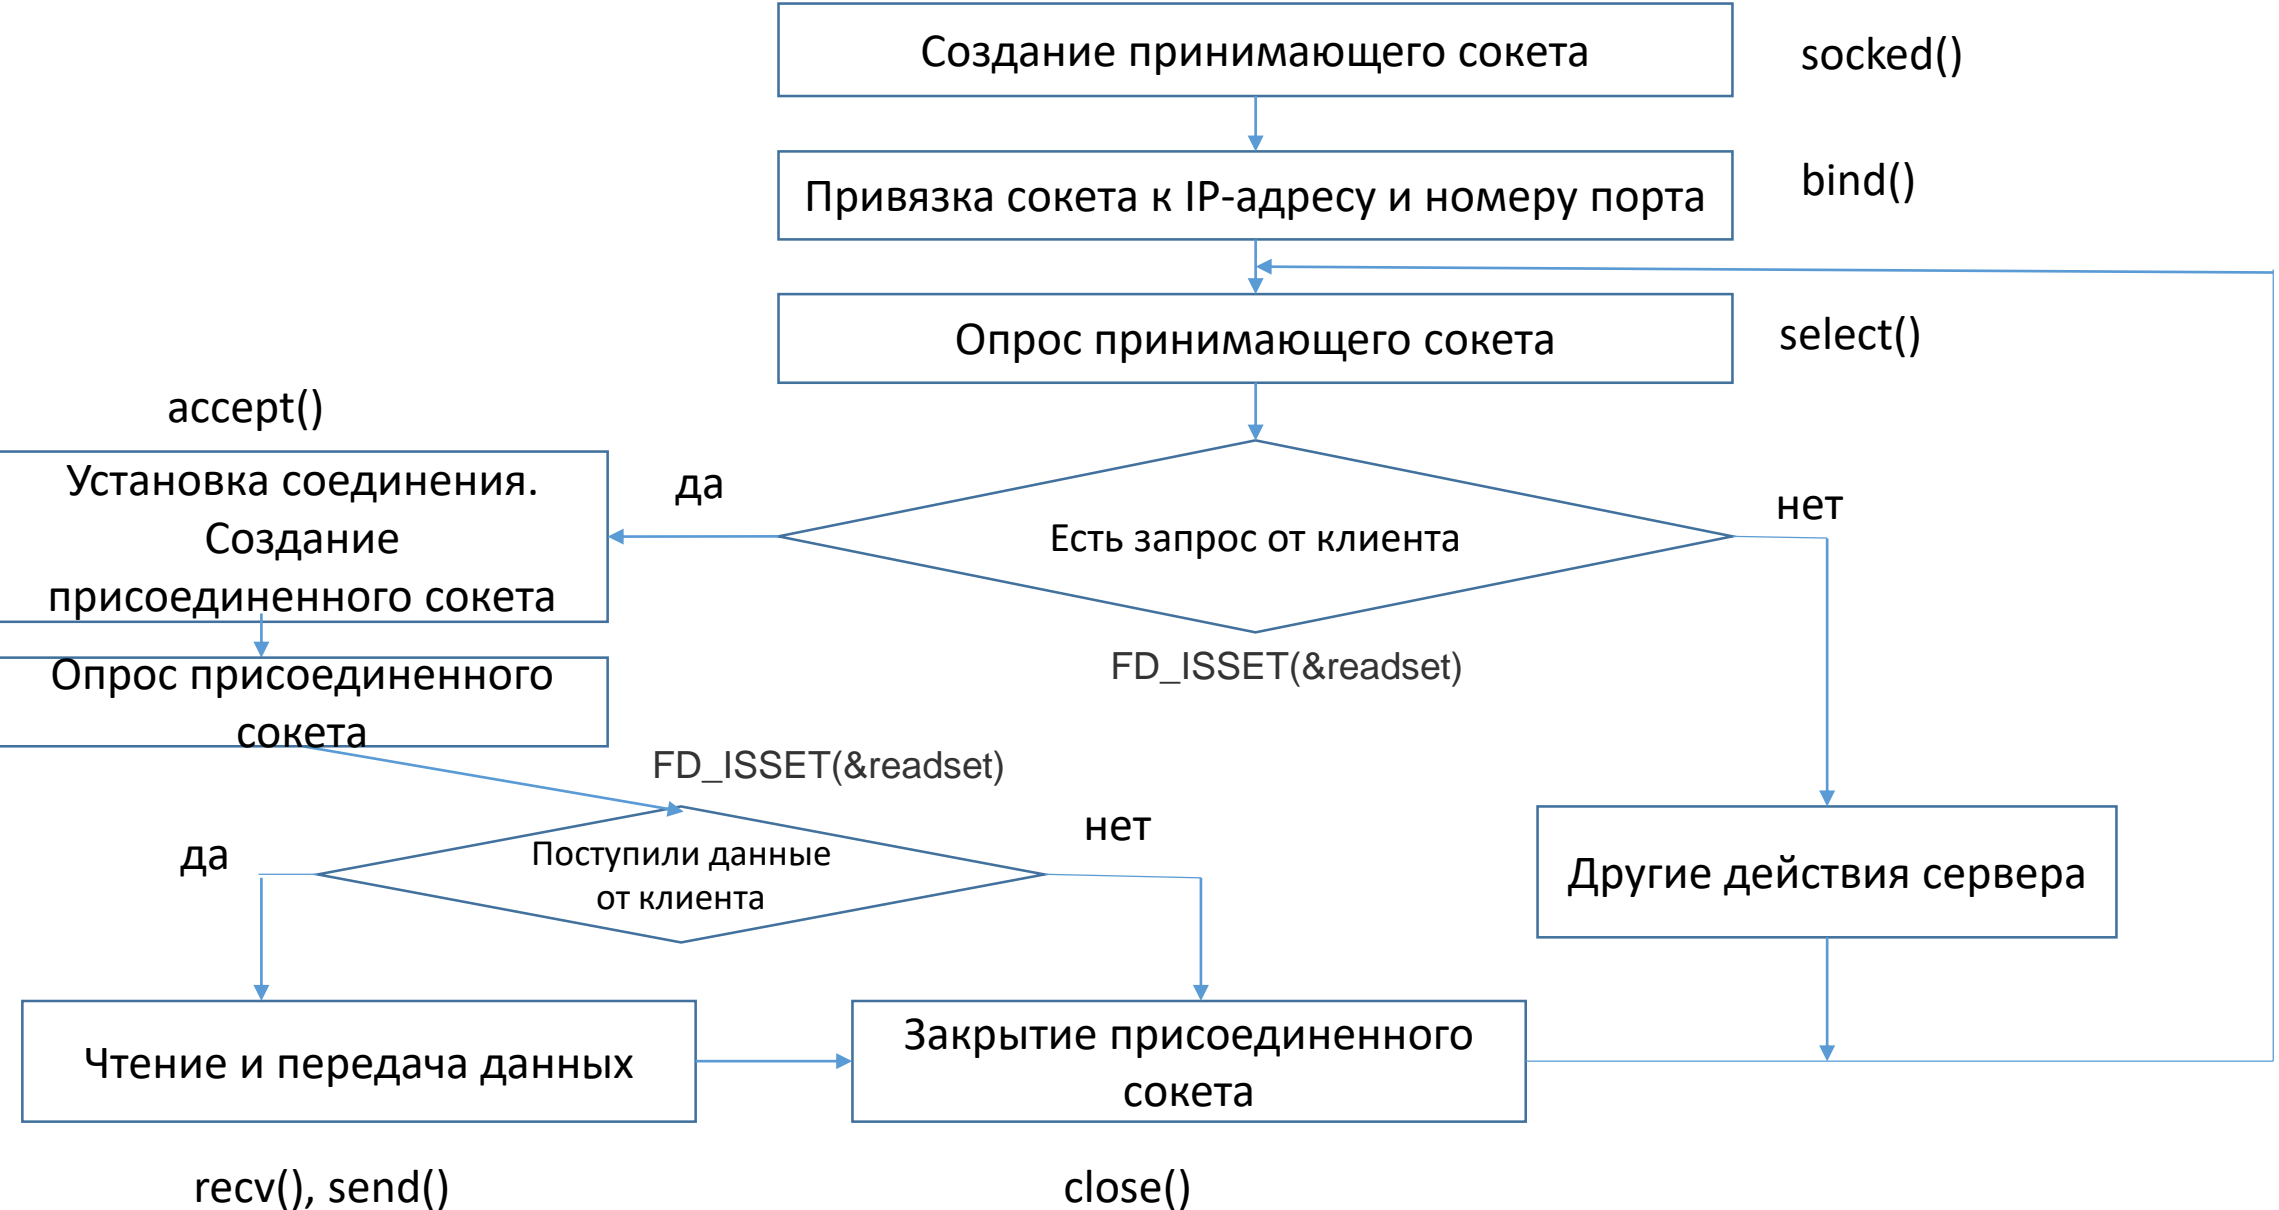 Создание принимающего сокета
socked()
Привязка сокета к IP-адресу и номеру порта
bind()
Опрос принимающего сокета
select()
accept()
Установка соединения.
Создание
присоединенного сокета
да
Есть запрос от клиента
нет
FD_ISSET(&readset)
Опрос присоединенного
сокета
FD_ISSET(&readset)
да
Поступили данные
от клиента
нет
Другие действия сервера
Чтение и передача данных
Закрытие присоединенного
сокета
recv(), send()
close()